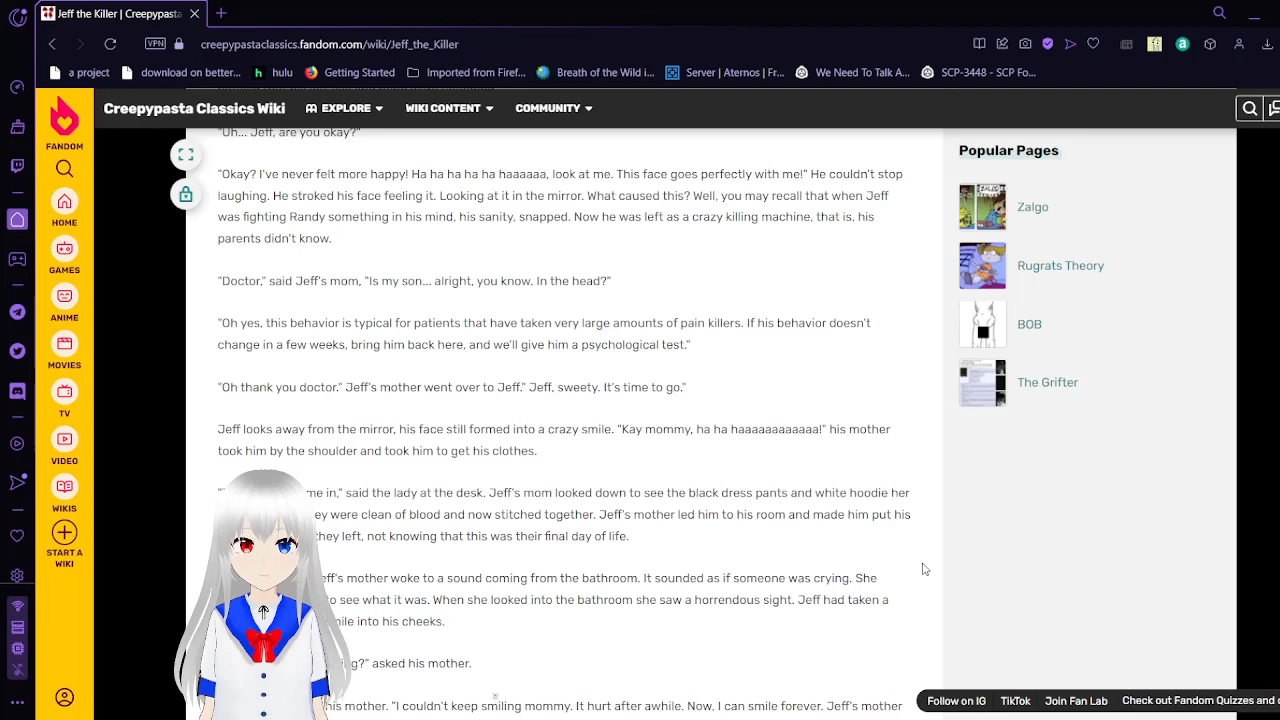 Jeff the Killer | Creepypasta C
VPN
creepypastaclassics.fandom.com/wiki/Jeff_the_Killer
a project
download on better...
hulu
Getting Started
Imported from Firef...
Breath of the Wild i...
Server | Aternos | Fr...
We Need To Talk A...
SCP-3448 - SCP Fo...
Creepypasta Classics Wiki
EXPLORE
WIKI CONTENT
COMMUNITY
FANDOM
HOME
GAMES
ANIME
MOVIES
TV
VIDEO
WIKIS
START A
WIKI
"Uh... Jeff, are you okay?"
"Okay? I've never felt more happy! Ha ha ha ha ha haaaaaa, look at me. This face goes perfectly with me!" He couldn't stop
laughing. He stroked his face feeling it. Looking at it in the mirror. What caused this? Well, you may recall that when Jeff
was fighting Randy something in his mind, his sanity, snapped. Now he was left as a crazy killing machine, that is, his
parents didn't know.
"Doctor," said Jeff's mom, "Is my son... alright, you know. In the head?"
"Oh yes, this behavior is typical for patients that have taken very large amounts of pain killers. If his behavior doesn't
change in a few weeks, bring him back here, and we'll give him a psychological test."
"Oh thank you doctor." Jeff's mother went over to Jeff." Jeff, sweety. It's time to go."
Jeff looks away from the mirror, his face still formed into a crazy smile. "Kay mommy, ha ha haaaaaaaaaaaa!" his mother
took him by the shoulder and took him to get his clothes.
me in," said the lady at the desk. Jeff's mom looked down to see the black dress pants and white hoodie her
ey were clean of blood and now stitched together. Jeff's mother led him to his room and made him put his
they left, not knowing that this was their final day of life.
eff's mother woke to a sound coming from the bathroom. It sounded as if someone was crying. She
to see what it was. When she looked into the bathroom she saw a horrendous sight. Jeff had taken a
mile into his cheeks.
g?" asked his mother.
his mother. "I couldn't keep smiling mommy. It hurt after awhile. Now, I can smile forever. Jeff's mother
Popular Pages
Zalgo
Rugrats Theory
BOB
The Grifter
Follow on IG
TikTok
Join Fan Lab
Check out Fandom Quizzes and